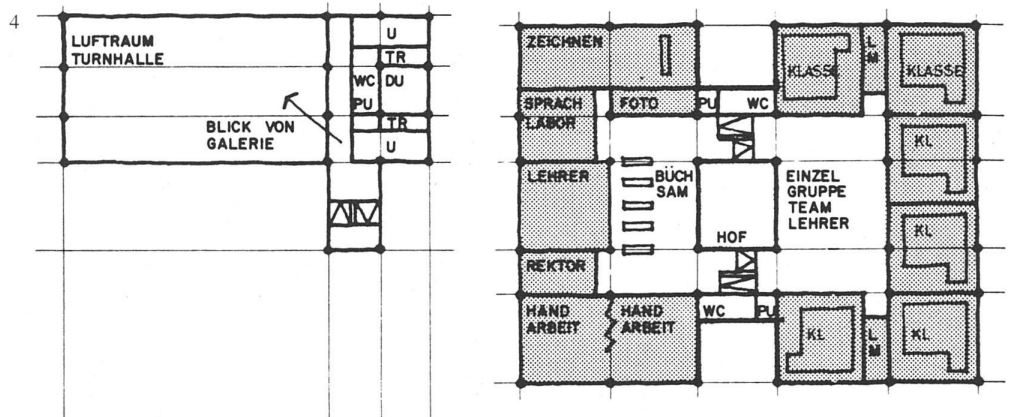 4
LUFTRAUM
TURNHALLE
U
TR
WC
DU
PU
TR
U
BLICK VON
GALERIE
ZEICHNEN
KLASSE
L
M
KLASSE
SPRACH
LABOR
FOTO
PU
WC
KL
LEHRER
BÜCH
SAM
EINZEL
GRUPPE
TEAM
LEHRER
HOF
KL
REKTOR
HAND
ARBEIT
HAND
ARBEIT
WC
PU
KL
L
M
KL